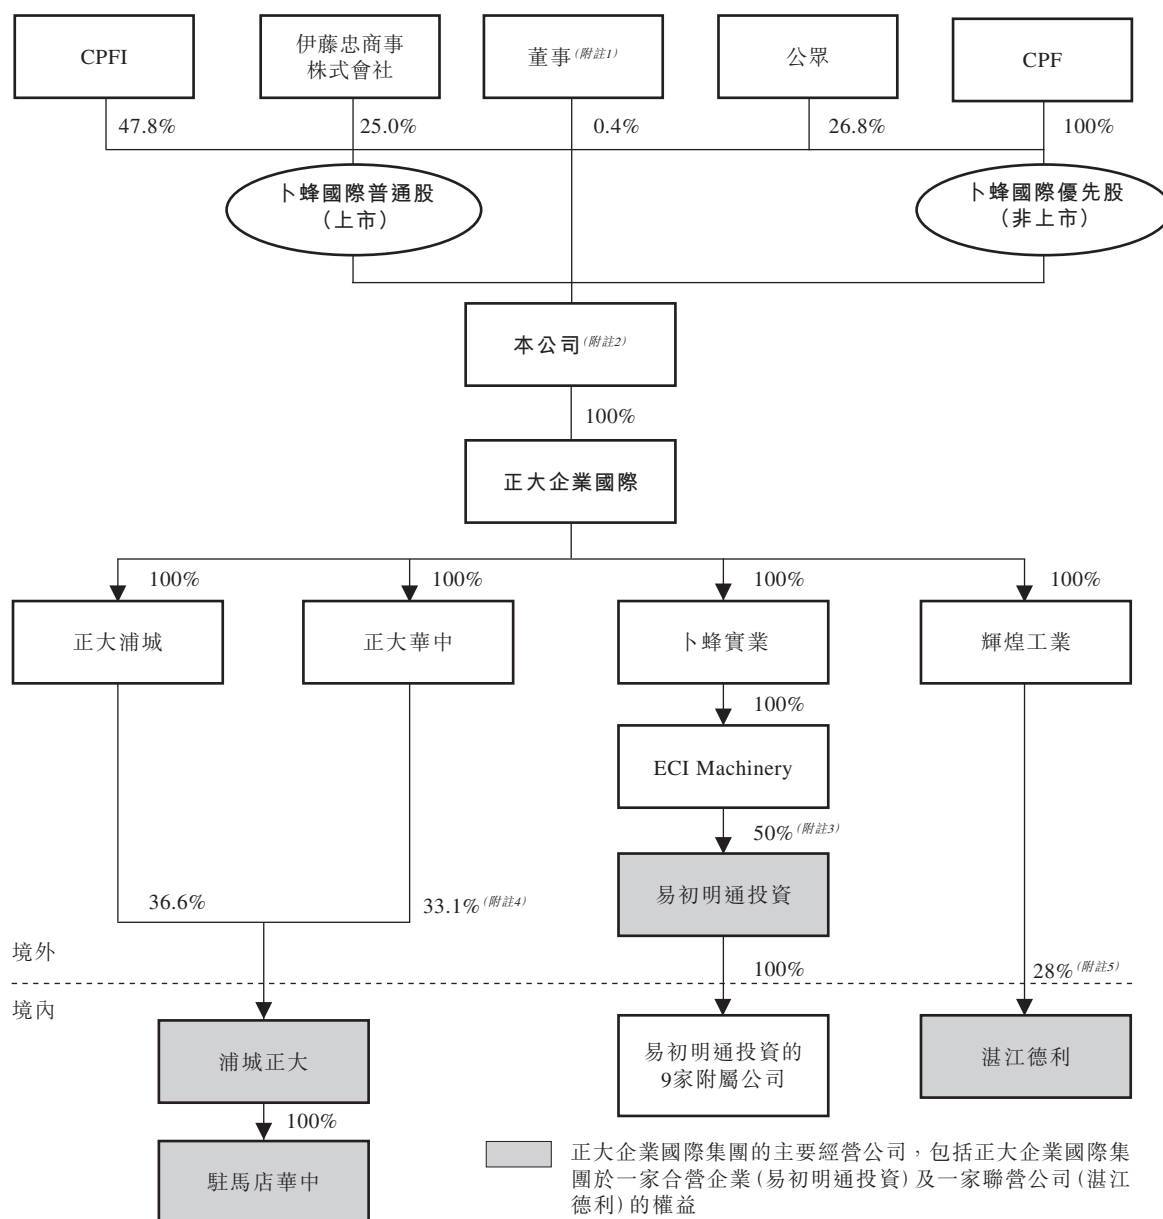 CPFI
伊藤忠商事
株式會社
董事(附註1)
公眾
CPF
47.8%
25.0%
0.4%
26.8%
100%
卜蜂國際普通股
(上市)
卜蜂國際優先股
(非上市)
本公司(附註2)
100%
正大企業國際
100%
100%
100%
100%
正大浦城
正大華中
卜蜂實業
輝煌工業
100%
ECI Machinery
50%(附註3)
易初明通投資
36.6%
33.1%(附註4)
境外
100%
28%(附註5)
境內
浦城正大
易初明通投資的
9家附屬公司
湛江德利
100%
駐馬店華中
正大企業國際集團的主要經營公司,包括正大企業國際集
團於一家合營企業(易初明通投資)及一家聯營公司(湛江
德利)的權益